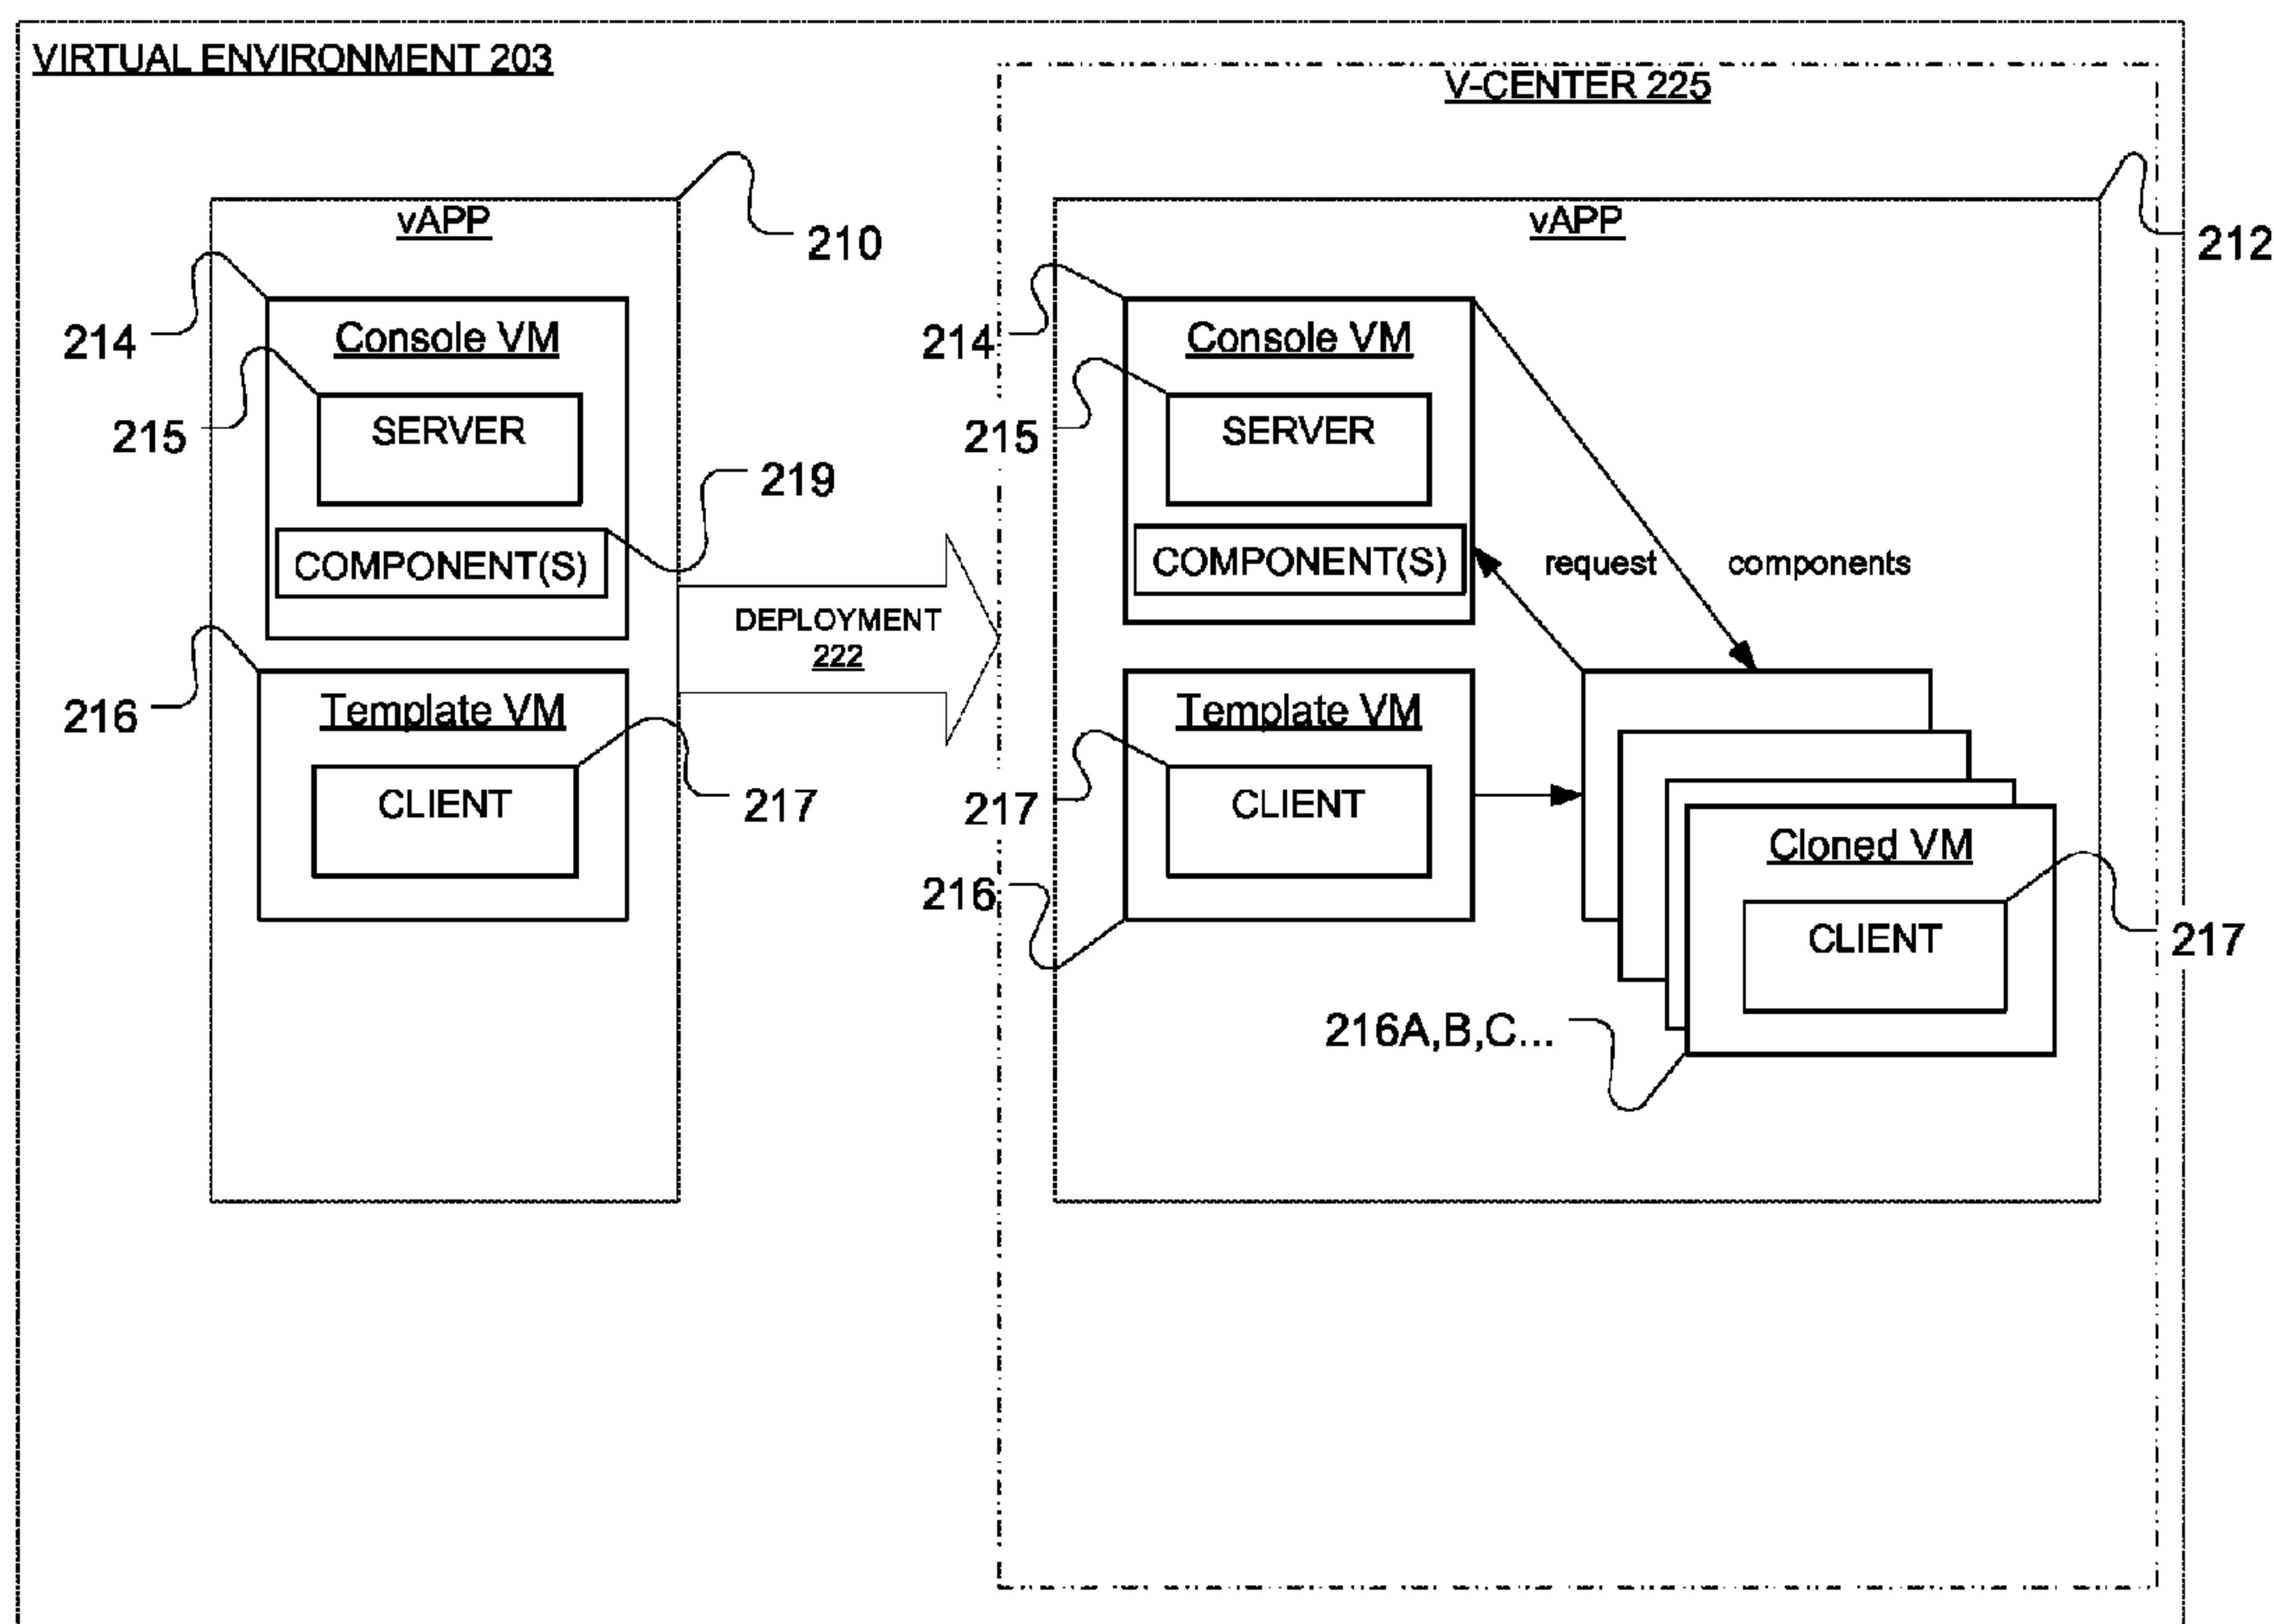 VIRTUAL ENVIRONMENT 203
V-CENTER 225
vAPP
210
vAPP
212
214
Console VM
214
Console VM
215
SERVER
215
SERVER
219
COMPONENT(S)
COMPONENT(S)
request
components
DEPLOYMENT
222
216
Template VM
Template VM
CLIENT
217
217
CLIENT
Cloned VM
216
CLIENT
217
216A,B,C...